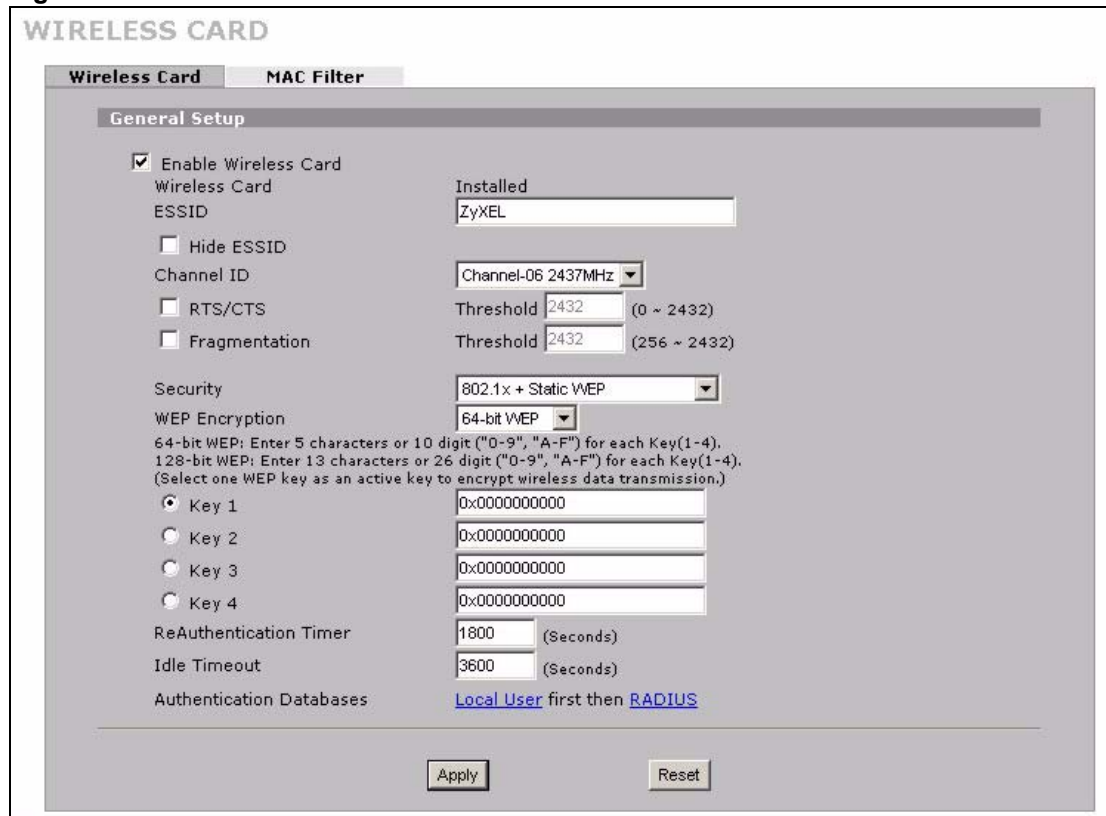 WIRELESS CARD
Wireless Card MAC Filter
General Setup
Enable Wireless Card
Wireless Card Installed
ESSID ZyXEL
Hide ESSID
Channel ID Channel-06 2437MHz
RTS/CTS Threshold 2432 (0 ~ 2432)
Fragmentation Threshold 2432 (256 ~ 2432)
Security 802.1x + Static WEP
WEP Encryption 64-bit WEP
64-bit WEP: Enter 5 characters or 10 digit ("0-9", "A-F") for each Key(1-4).
128-bit WEP: Enter 13 characters or 26 digit ("0-9", "A-F") for each Key(1-4).
(Select one WEP key as an active key to encrypt wireless data transmission.)
Key 1 0x0000000000
Key 2 0x0000000000
Key 3 0x0000000000
Key 4 0x0000000000
ReAuthentication Timer 1800 (Seconds)
Idle Timeout 3600 (Seconds)
Authentication Databases Local User first then RADIUS
Apply Reset